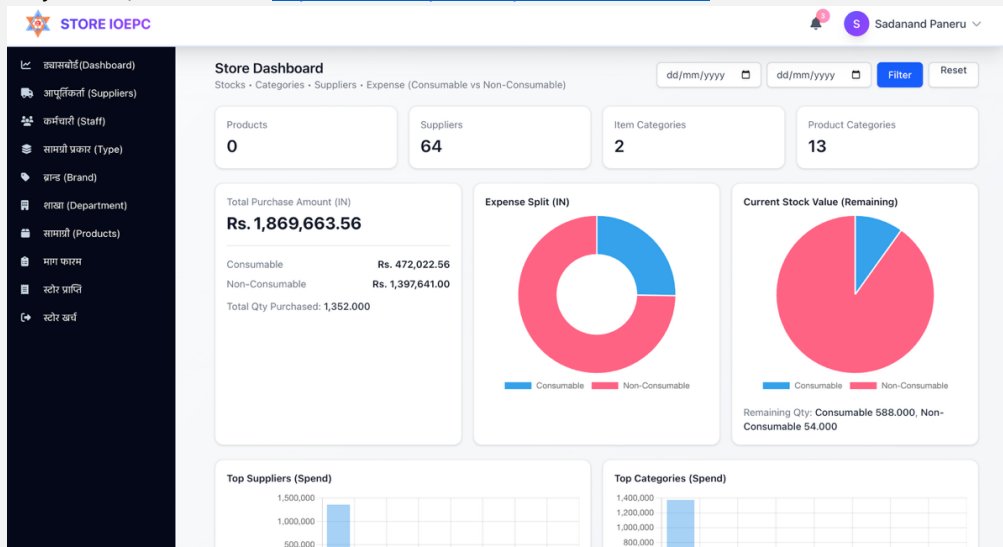 STORE IOEPC
3
S
Sadanand Paneru
ड्यासबोर्ड(Dashboard)
आपूर्तिकर्ता (Suppliers)
कर्मचारी (Staff)
सामग्री प्रकार (Type)
ब्रान्ड (Brand)
शाखा (Department)
सामाग्री (Products)
माग फारम
स्टोर प्राप्ति
स्टोर खर्च
Store Dashboard
Stocks • Categories • Suppliers • Expense (Consumable vs Non-Consumable)
dd/mm/yyyy
dd/mm/yyyy
Filter
Reset
Products
0
Suppliers
64
Item Categories
2
Product Categories
13
Total Purchase Amount (IN)
Rs. 1,869,663.56
Consumable Rs. 472,022.56
Non-Consumable Rs. 1,397,641.00
Total Qty Purchased: 1,352.000
Expense Split (IN)
Consumable Non-Consumable
Current Stock Value (Remaining)
Consumable Non-Consumable
Remaining Qty: Consumable 588.000, Non-
Consumable 54.000
Top Suppliers (Spend)
1,500,000
1,000,000
500,000
Top Categories (Spend)
1,400,000
1,200,000
1,000,000
800,000